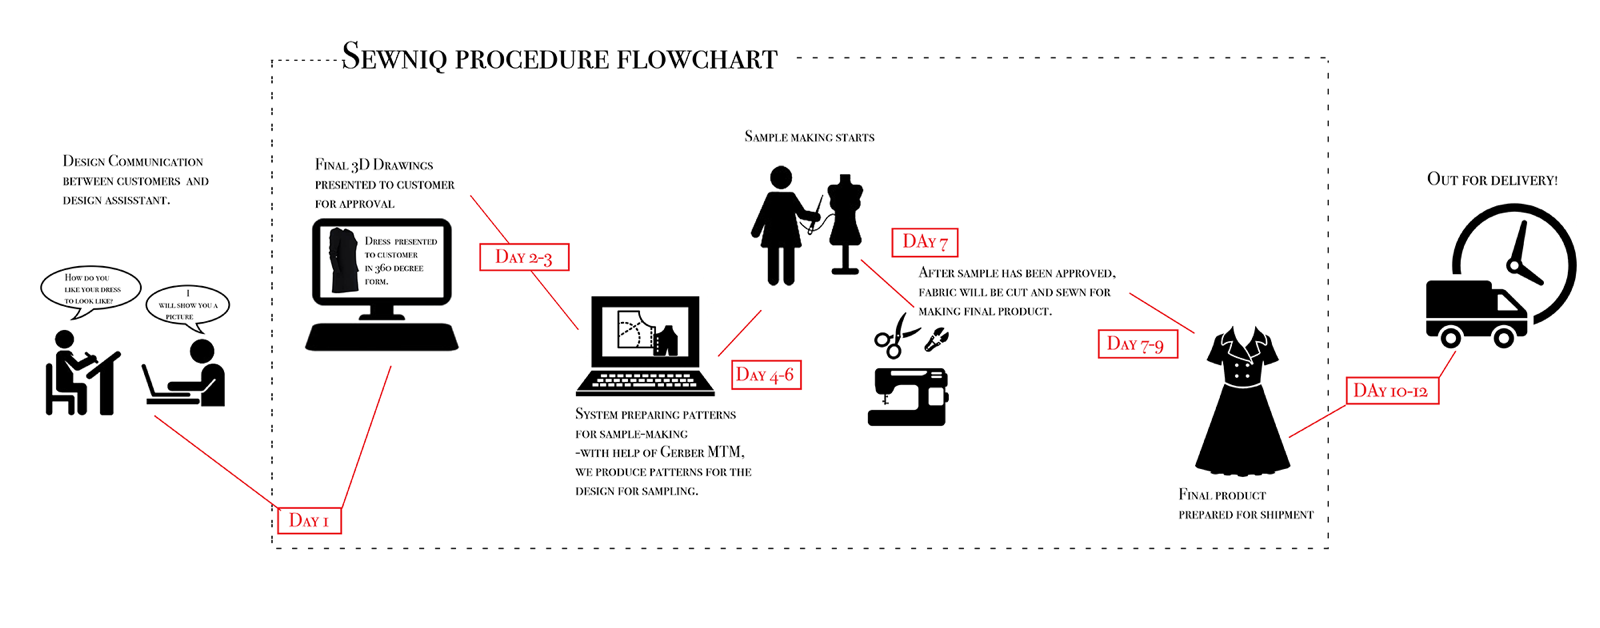 Sewniq procedure flowchart
Design Communication
between customers and
design assisstant.
How do you
like your dress
to look like?
I
will show you a
picture
Day 1
Final 3D Drawings
presented to customer
for approval
Dress presented
to customer
in 360 degree
form.
Day 2-3
System preparing patterns
for sample-making
-with help of Gerber MTM,
we produce patterns for the
design for sampling.
Day 4-6
Sample making starts
DAy 7
After sample has been approved,
fabric will be cut and sewn for
making final product.
Day 7-9
Final product
prepared for shipment
DAy 10-12
Out for delivery!